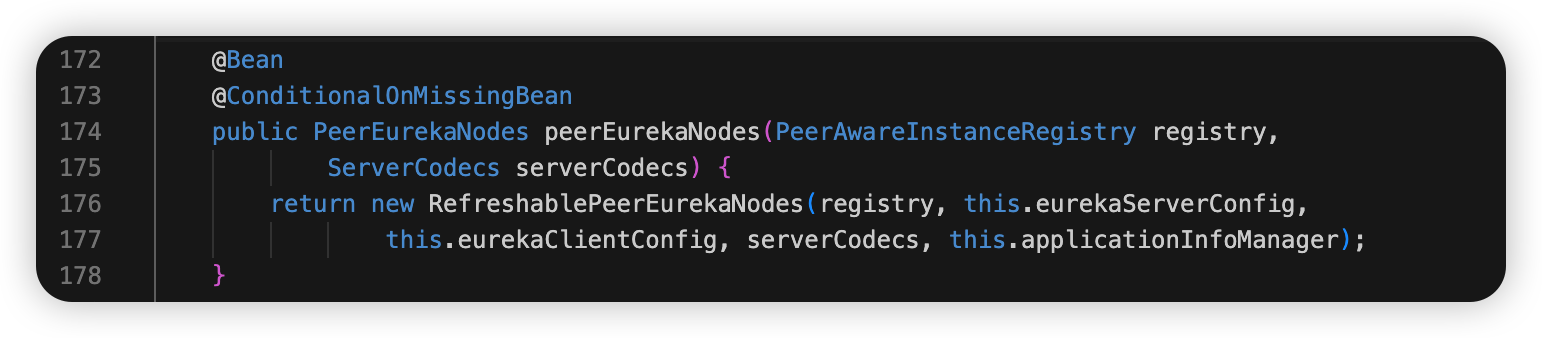 172 @Bean
173 @ConditionalOnMissingBean
174 public PeerEurekaNodes peerEurekaNodes(PeerAwareInstanceRegistry registry,
175 ServerCodecs serverCodecs) {
176 return new RefreshablePeerEurekaNodes(registry, this.eurekaServerConfig,
177 this.eurekaClientConfig, serverCodecs, this.applicationInfoManager);
178 }